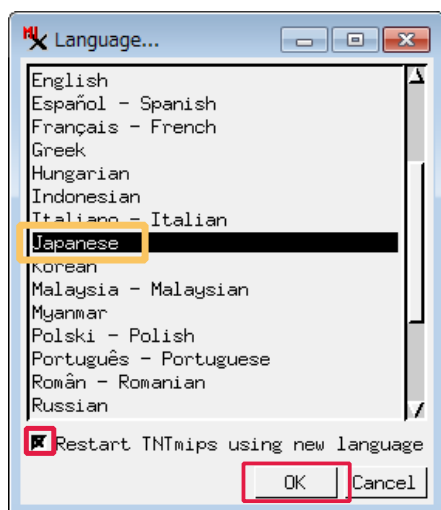 Language...
English
Español - Spanish
Français - French
Greek
Hungarian
Indonesian
Italiano - Italian
Japanese
Korean
Malaysia - Malaysian
Myanmar
Polski - Polish
Português - Portuguese
Român - Romanian
Russian
Restart TNTmips using new language
OK Cancel